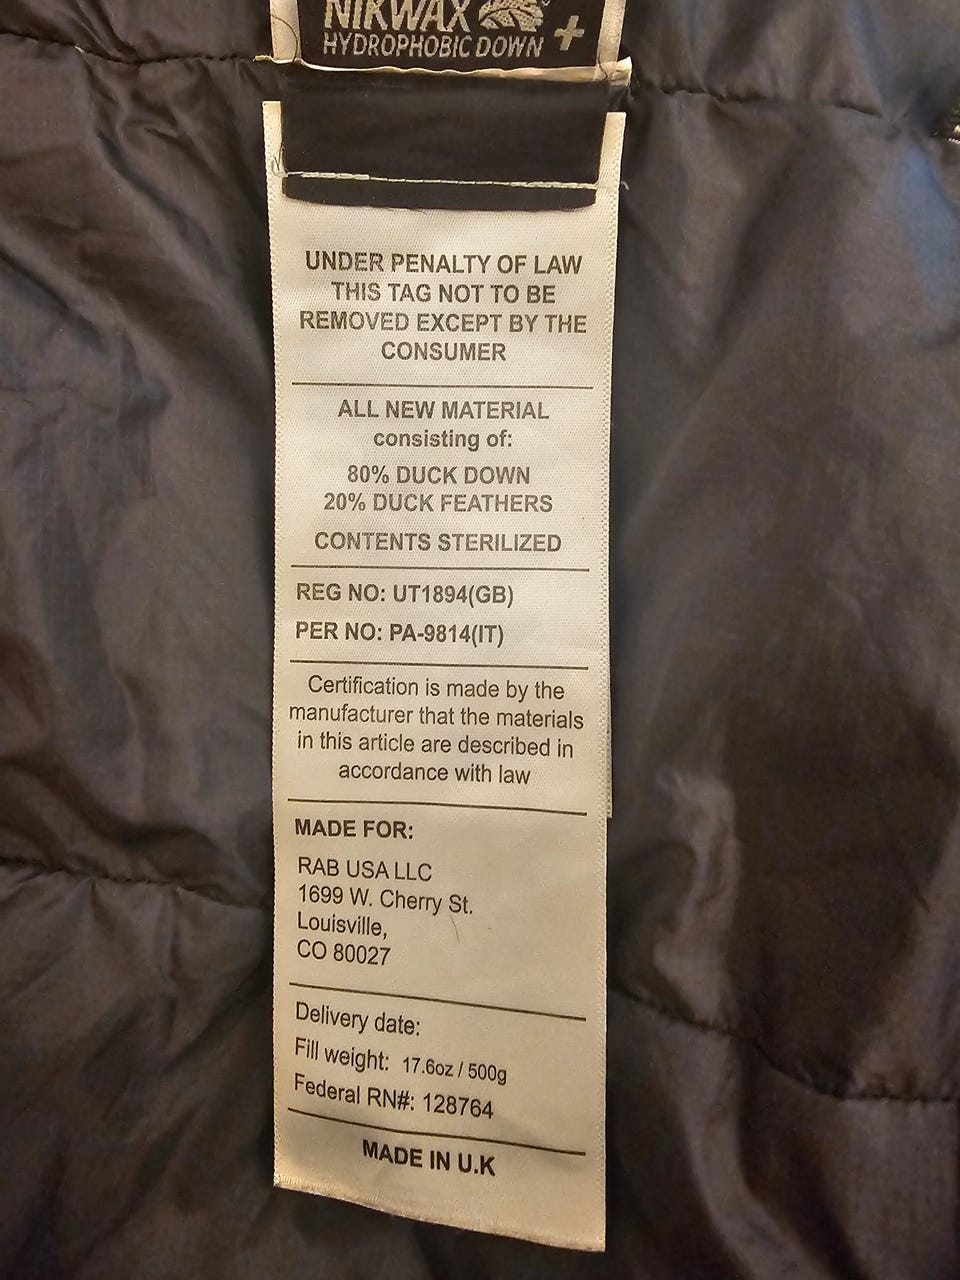 NIKWAX
HYDROPHOBIC DOWN +
UNDER PENALTY OF LAW
THIS TAG NOT TO BE
REMOVED EXCEPT BY THE
CONSUMER
ALL NEW MATERIAL
consisting of:
80% DUCK DOWN
20% DUCK FEATHERS
CONTENTS STERILIZED
REG NO: UT1894(GB)
PER NO: PA-9814(IT)
Certification is made by the
manufacturer that the materials
in this article are described in
accordance with law
MADE FOR:
RAB USA LLC
1699 W. Cherry St.
Louisville,
CO 80027
Delivery date:
Fill weight: 17.6oz / 500g
Federal RN#: 128764
MADE IN U.K